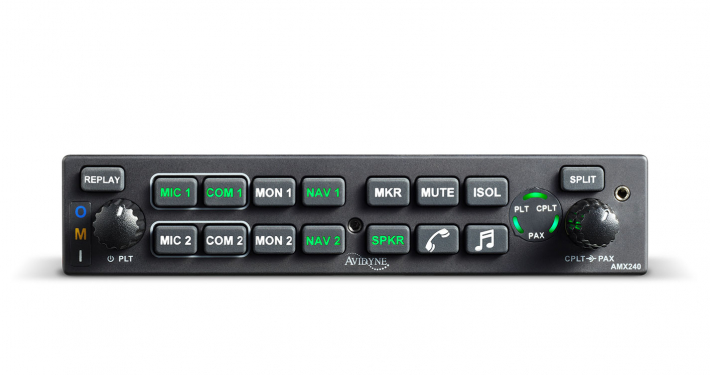 REPLAY
SPLIT
MIC 1 COM 1 MON 1 NAV 1 MKR MUTE ISOL
PLT CPLT
PAX
O
M
I
MIC 2 COM 2 MON 2 NAV 2 SPKR
PLT
AVIDYNE
CPLT PAX
AMX240